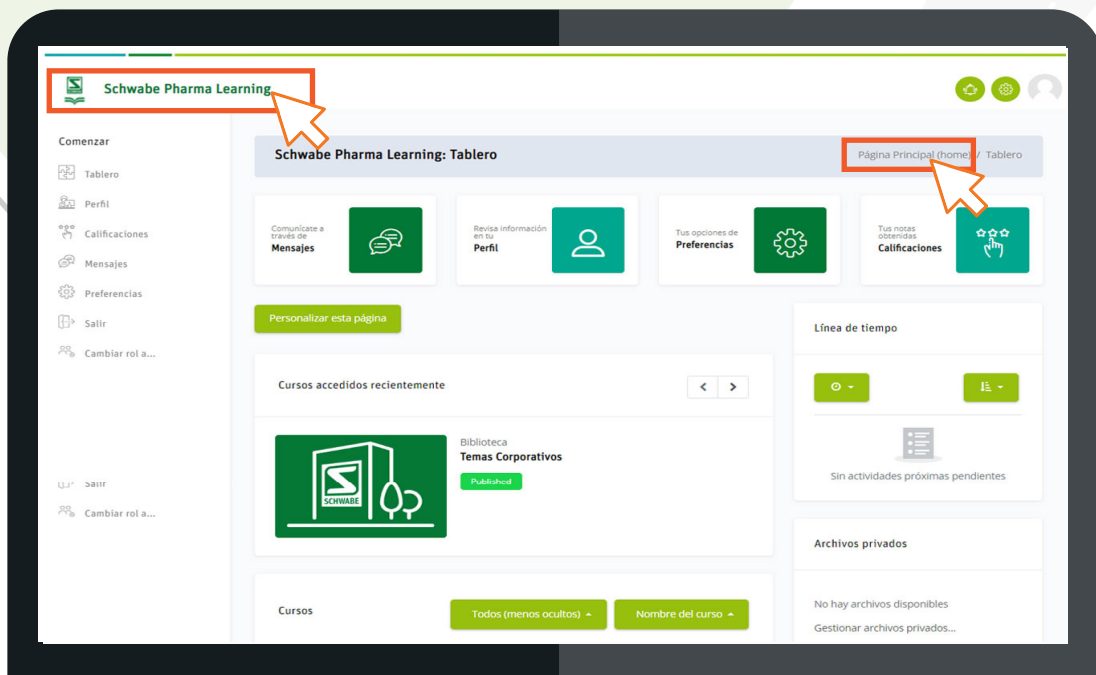 Schwabe Pharma Learning
Comenzar
Tablero
Perfil
Calificaciones
Mensajes
Preferencias
Salir
Cambiar rol a...
Salir
Cambiar rol a...
Schwabe Pharma Learning: Tablero
Página Principal (home) / Tablero
Comunícate a
través de
Mensajes
Revisa información
en tu
Perfil
Tus opciones de
Preferencias
Tus notas
obtenidas
Calificaciones
Personalizar esta página
Cursos accedidos recientemente
SCHWABE
Biblioteca
Temas Corporativos
Published
Cursos
Todos (menos ocultos)
Nombre del curso
Línea de tiempo
Sin actividades próximas pendientes
Archivos privados
No hay archivos disponibles
Gestionar archivos privados...